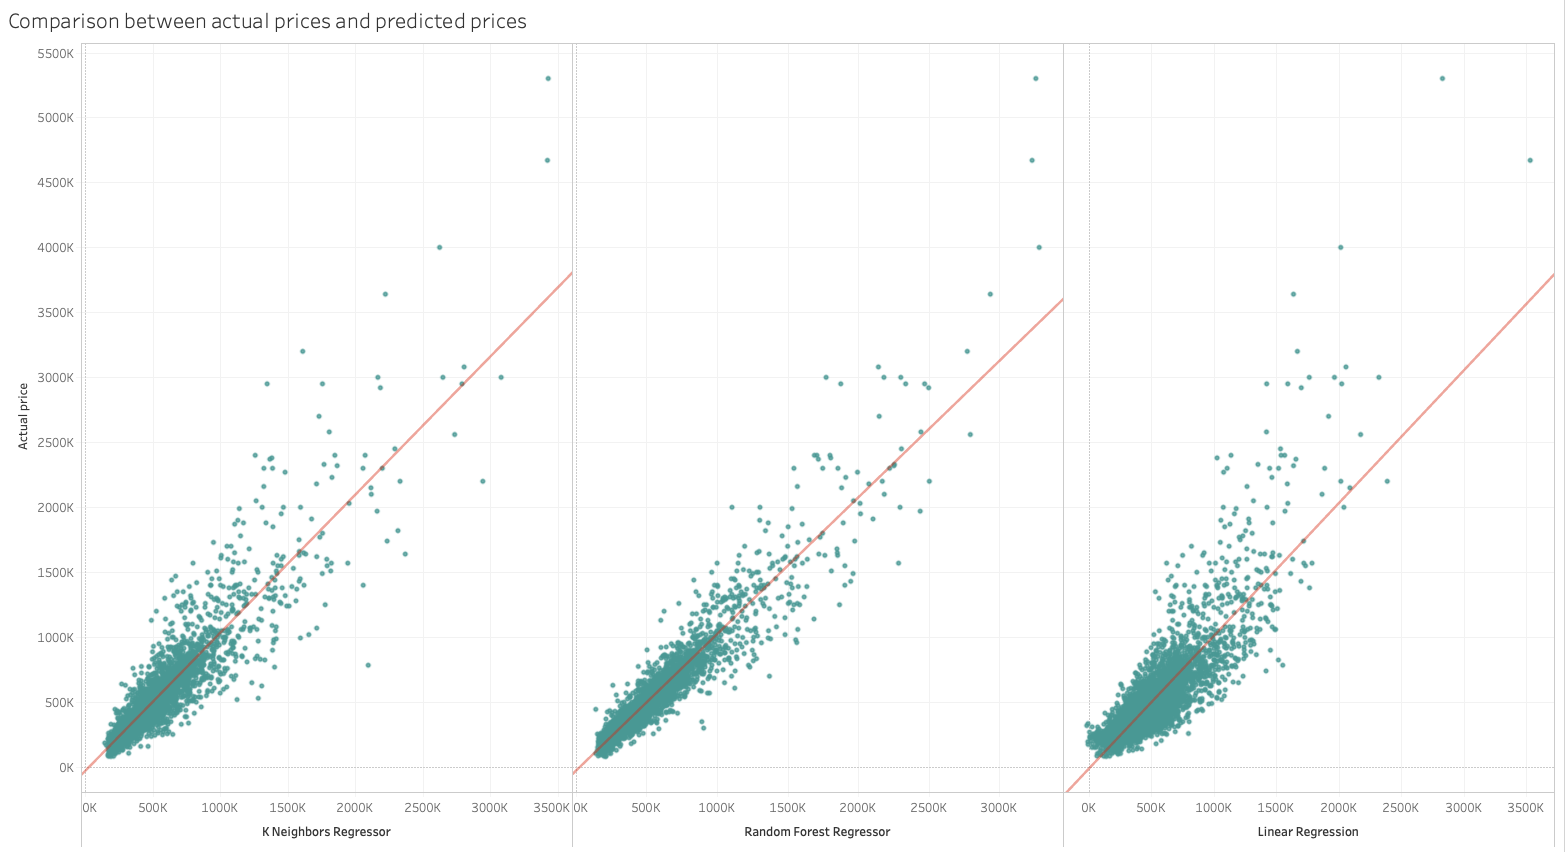 Comparison between actual prices and predicted prices
5500K
5000K
4500K
4000K
3500K
3000K
2500K
2000K
1500K
1000K
500K
0K
Actual price
0K 500K 1000K 1500K 2000K 2500K 3000K 3500K 0K 500K 1000K 1500K 2000K 2500K 3000K 0K 500K 1000K 1500K 2000K 2500K 3000K 3500K
K Neighbors Regressor Random Forest Regressor Linear Regression